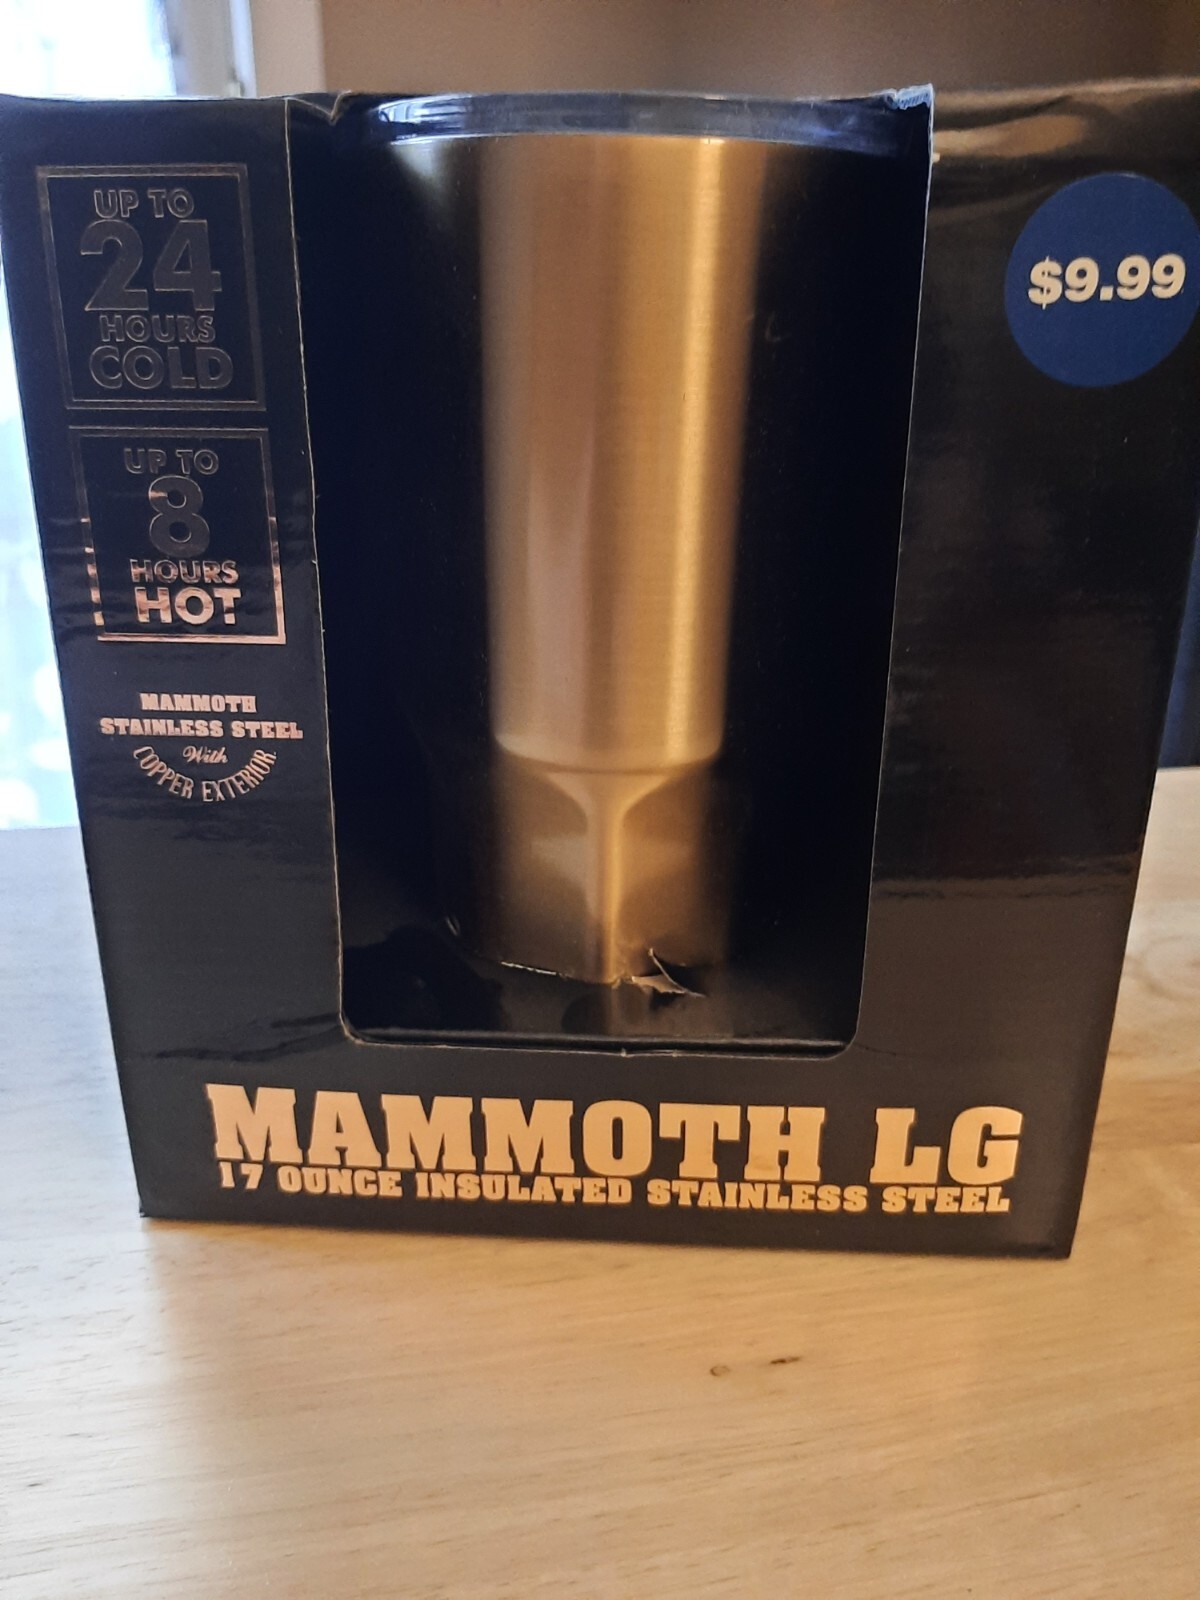 UP TO
24
HOURS
COLD
UP TO
8
HOURS
HOT
MAMMOTH
STAINLESS STEEL
With
COPPER EXTERIOR
$9.99
MAMMOTH LG
17 OUNCE INSULATED STAINLESS STEEL